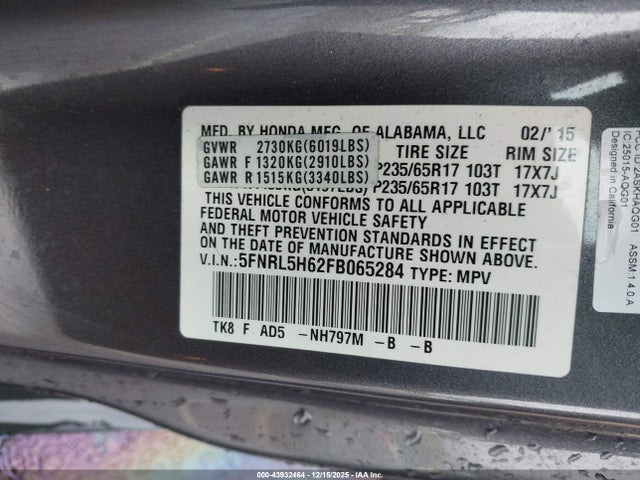 MFD. BY HONDA MFG. OF ALABAMA, LLC 02/'15
GVWR 2730KG(6019LBS) TIRE SIZE RIM SIZE
GAWR F 1320KG(2910LBS) P235/65R17 103T 17X7J
GAWR R 1515KG(3340LBS) P235/65R17 103T 17X7J
THIS VEHICLE CONFORMS TO ALL APPLICABLE
FEDERAL MOTOR VEHICLE SAFETY
AND THEFT PREVENTION STANDARDS IN EFFECT
ON THE DATE OF MANUFACTURE SHOWN ABOVE.
V.I.N.: 5FNRL5H62FB065284 TYPE: MPV
TK8 F AD5 -NH797M -B -B
IC:25015-AQG01
ASSM:1.4.0 A
Designed in California
00-43932464 - 12/15/2025 - IAA Inc.